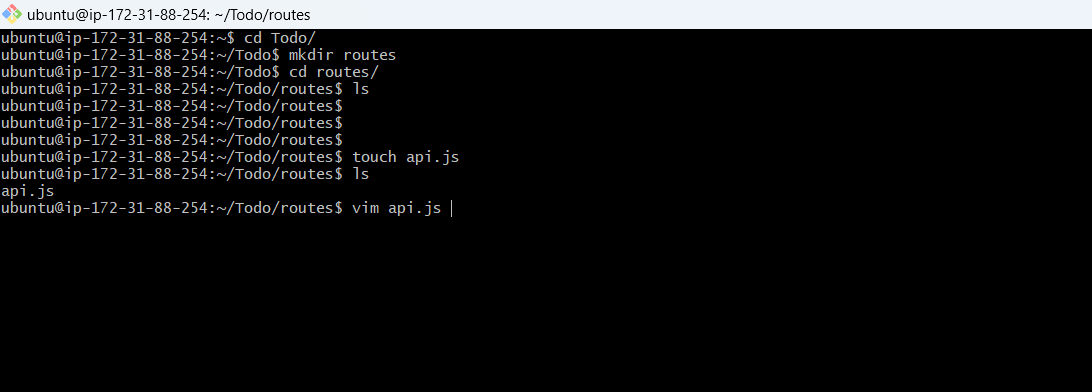 ubuntu@ip-172-31-88-254: ~/Todo/routes
ubuntu@ip-172-31-88-254:~$ cd Todo/
ubuntu@ip-172-31-88-254:~/Todo$ mkdir routes
ubuntu@ip-172-31-88-254:~/Todo$ cd routes/
ubuntu@ip-172-31-88-254:~/Todo/routes$ ls
ubuntu@ip-172-31-88-254:~/Todo/routes$
ubuntu@ip-172-31-88-254:~/Todo/routes$
ubuntu@ip-172-31-88-254:~/Todo/routes$
ubuntu@ip-172-31-88-254:~/Todo/routes$ touch api.js
ubuntu@ip-172-31-88-254:~/Todo/routes$ ls
api.js
ubuntu@ip-172-31-88-254:~/Todo/routes$ vim api.js